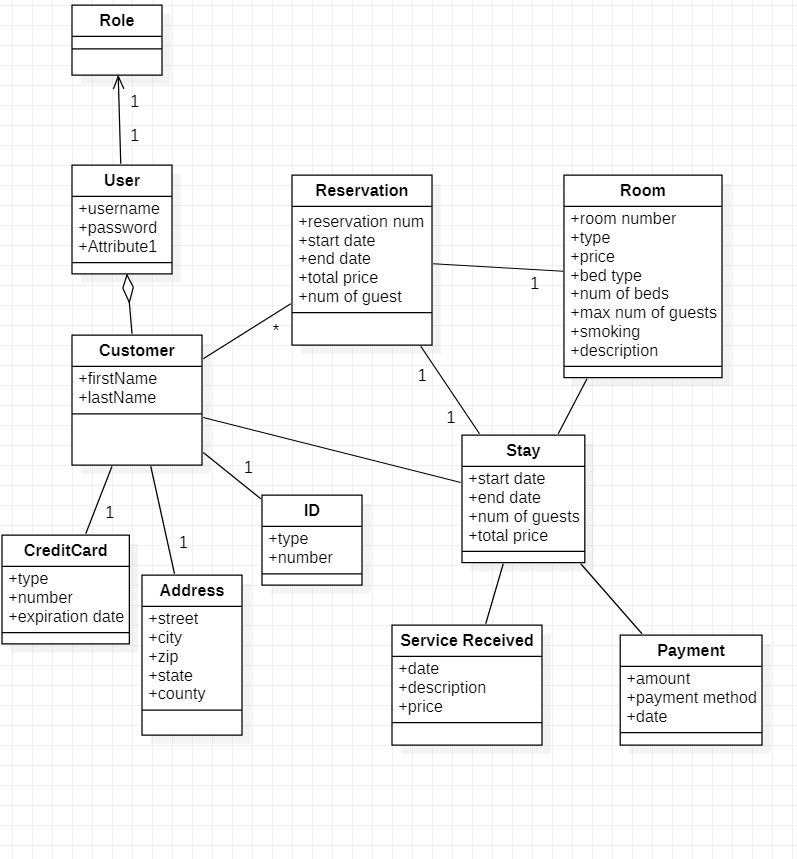 Role
1
1
User
+username
+password
+Attribute1
Reservation
+reservation num
+start date
+end date
+total price
+num of guest
Room
+room number
+type
+price
+bed type
+num of beds
+max num of guests
+smoking
+description
1
*
Customer
+firstName
+lastName
1
1
Stay
+start date
+end date
+num of guests
+total price
1
ID
+type
+number
1
CreditCard
+type
+number
+expiration date
1
Address
+street
+city
+zip
+state
+county
Service Received
+date
+description
+price
Payment
+amount
+payment method
+date